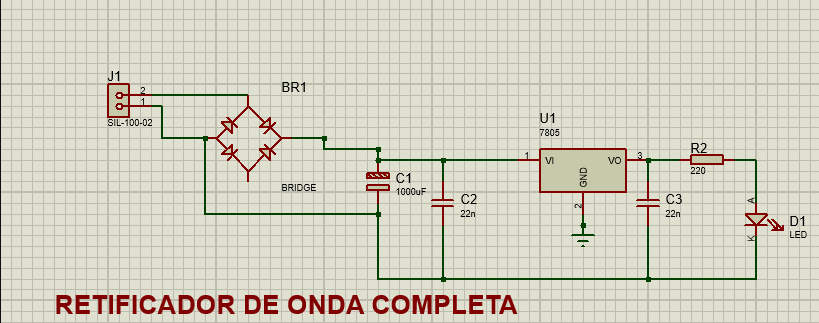 J1
2
1
SIL-100-02
BR1
BRIDGE
C1
1000uF
C2
22n
U1
7805
1
VI
VO
3
GND
2
C3
22n
R2
220
A
K
D1
LED
RETIFICADOR DE ONDA COMPLETA